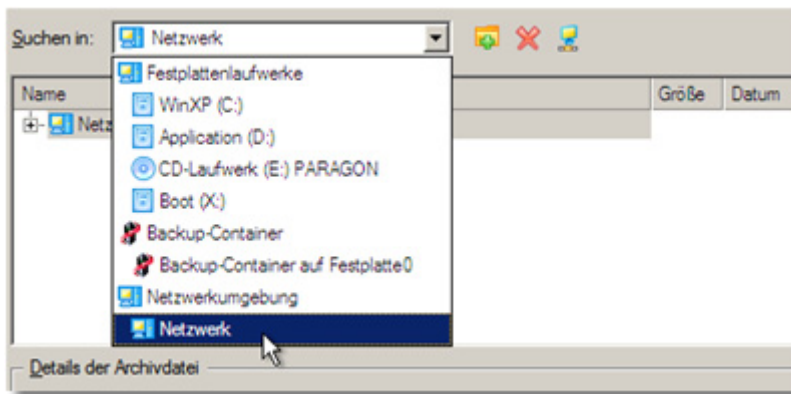 Suchen in: Netzwerk
Name Größe Datum
Netz
Festplattenlaufwerke
WinXP (C:)
Application (D:)
CD-Laufwerk (E:) PARAGON
Boot (X:)
Backup-Container
Backup-Container auf Festplatte0
Netzwerkumgebung
Netzwerk
Details der Archivdatei